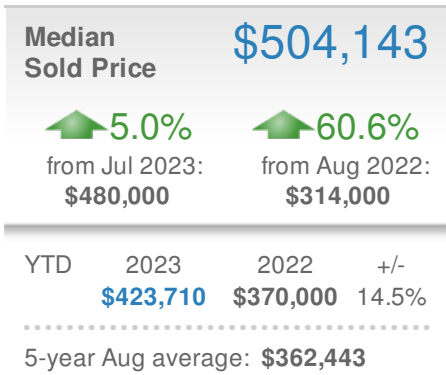 Median
Sold Price
$504,143
5.0%
from Jul 2023:
$480,000
60.6%
from Aug 2022:
$314,000
YTD 2023 2022 +/-
$423,710 $370,000 14.5%
5-year Aug average: $362,443